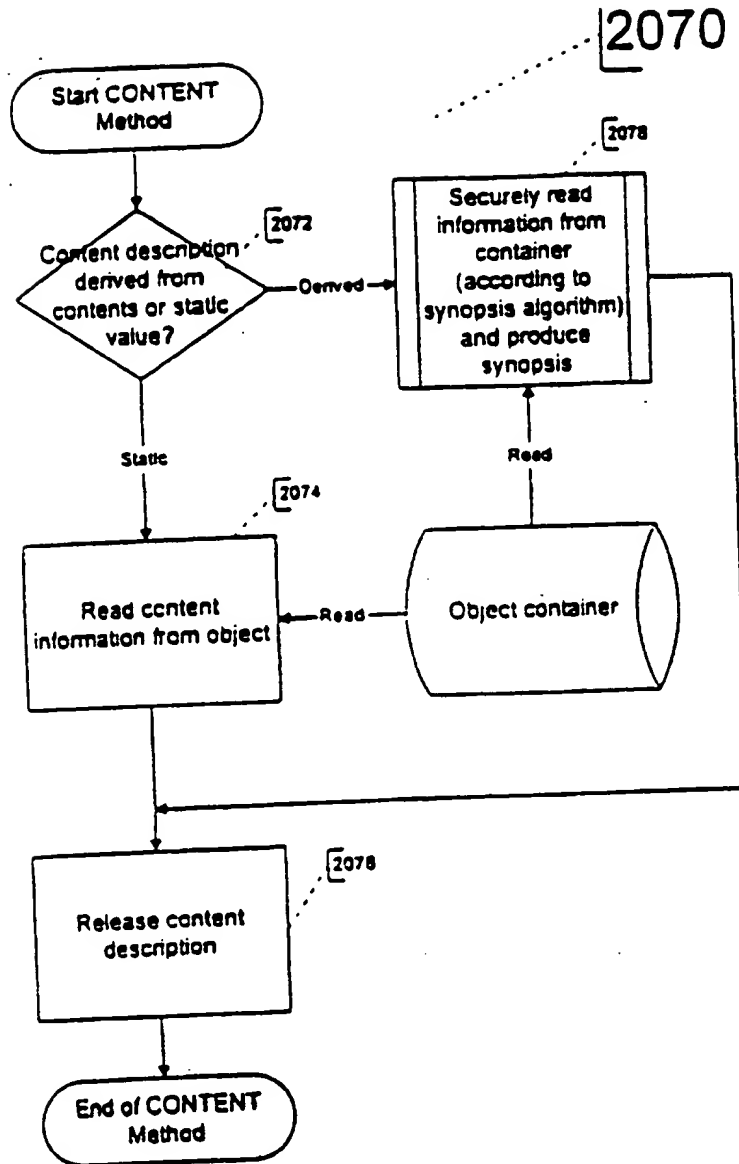 2070
Start CONTENT
Method
2078
2072
Content description
derived from
contents or static
value?
Derived
Securely read
information from
container
(according to
synopsis algorithm)
and produce
synopsis
Static
Read
2074
Read content
information from object
Read
Object container
2076
Release content
description
End of CONTENT
Method